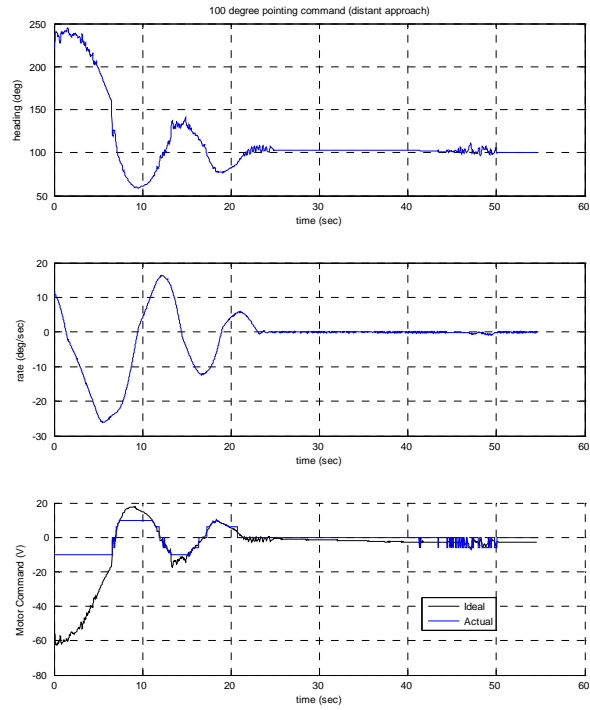 100 degree pointing command (distant approach)
250
200
150
100
50
heading (deg)
0 10 20 30 40 50 60
time (sec)
20
10
0
-10
-20
-30
rate (deg/sec)
0 10 20 30 40 50 60
time (sec)
20
0
-20
-40
-60
-80
Motor Command (V)
Ideal
Actual
0 10 20 30 40 50 60
time (sec)